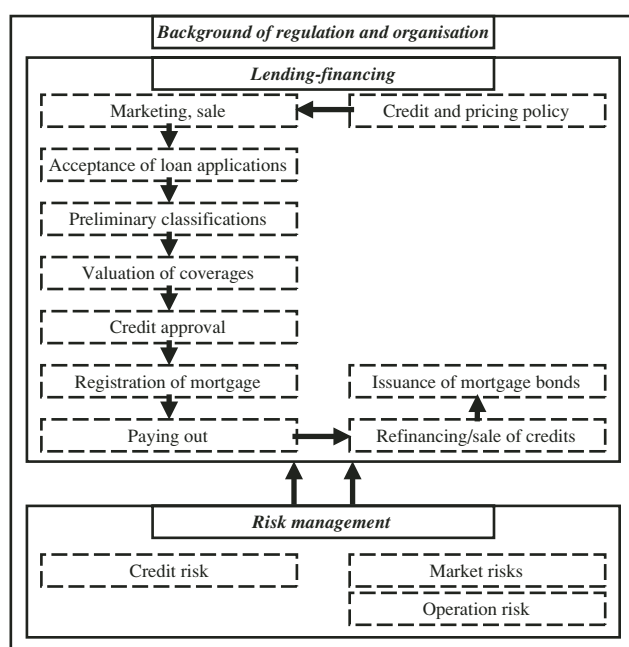 Background of regulation and organisation
Lending-financing
Marketing, sale
Credit and pricing policy
Acceptance of loan applications
Preliminary classifications
Valuation of coverages
Credit approval
Registration of mortgage
Issuance of mortgage bonds
Paying out
Refinancing/sale of credits
Risk management
Credit risk
Market risks
Operation risk